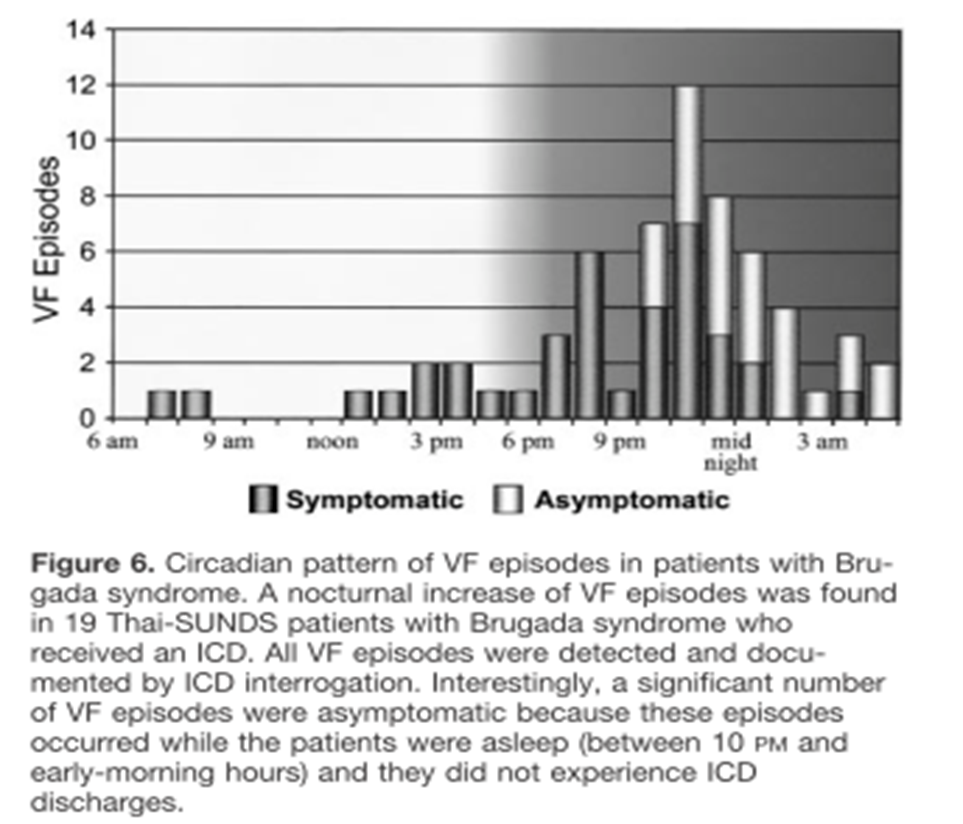 14
12
10
8
6
4
2
0
VF Episodes
6 am 9 am noon 3 pm 6 pm 9 pm mid 3 am
night
Symptomatic Asymptomatic
Figure 6. Circadian pattern of VF episodes in patients with Bru-
gada syndrome. A nocturnal increase of VF episodes was found
in 19 Thai-SUNDS patients with Brugada syndrome who
received an ICD. All VF episodes were detected and docu-
mented by ICD interrogation. Interestingly, a significant number
of VF episodes were asymptomatic because these episodes
occurred while the patients were asleep (between 10 PM and
early-morning hours) and they did not experience ICD
discharges.